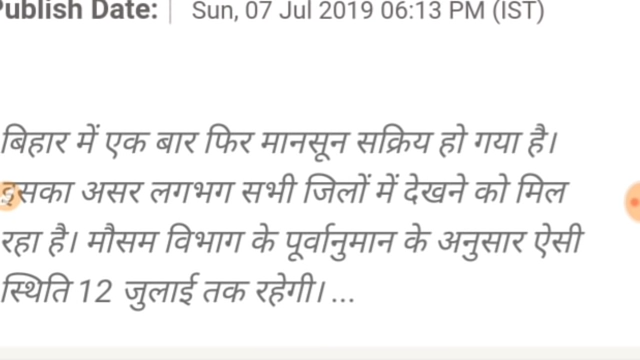 Publish Date: | Sun, 07 Jul 2019 06:13 PM (IST)
बिहार में एक बार फिर मानसून सक्रिय हो गया है।
इसका असर लगभग सभी जिलों में देखने को मिल
रहा है। मौसम विभाग के पूर्वानुमान के अनुसार ऐसी
स्थिति 12 जुलाई तक रहेगी। ...